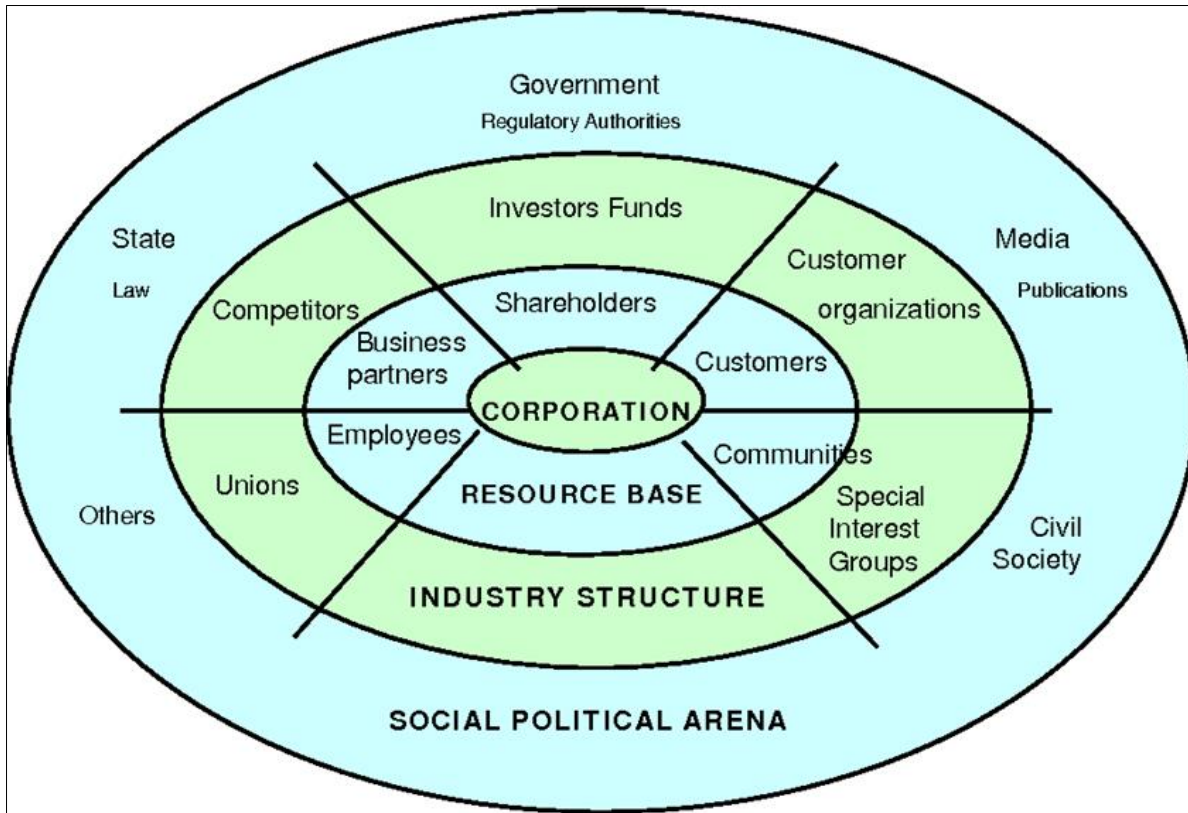 Government
Regulatory Authorities
Investors Funds
State
Media
Customer
Law
Publications
organizations
Competitors
Shareholders
Business
partners
Customers
CORPORATION
Employees
Communities
Unions
RESOURCE BASE
Special
Interest
Groups
Others
Civil
Society
INDUSTRY STRUCTURE
SOCIAL POLITICAL ARENA